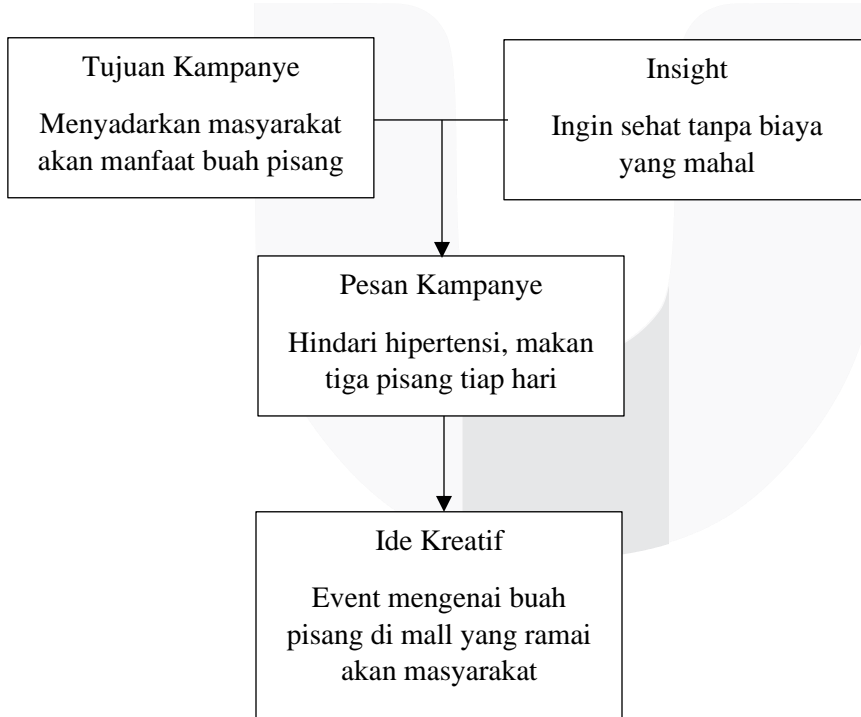 Tujuan Kampanye
Menyadarkan masyarakat
akan manfaat buah pisang
Insight
Ingin sehat tanpa biaya
yang mahal
Pesan Kampanye
Hindari hipertensi, makan
tiga pisang tiap hari
Ide Kreatif
Event mengenai buah
pisang di mall yang ramai
akan masyarakat